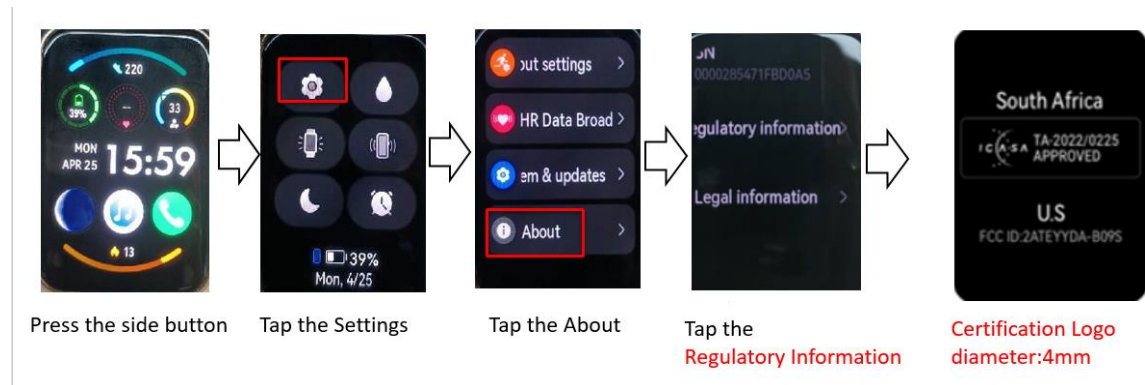 220
39%
--
33
MON
APR 25
15:59
13
Press the side button
39%
Mon, 4/25
Tap the Settings
out settings
HR Data Broad
em & updates
About
Tap the About
0000285471FBD0A5
egulatory information
Legal information
Tap the
Regulatory Information
South Africa
ICASA TA-2022/0225
APPROVED
U.S
FCC ID:2ATEYYDA-B09S
Certification Logo
diameter:4mm